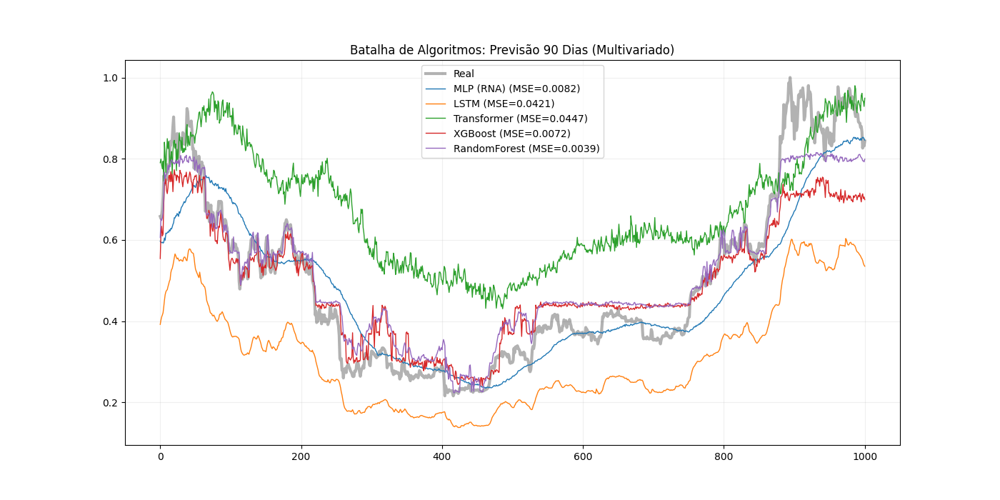 Batalha de Algoritmos: Previsão 90 Dias (Multivariado)
Real
MLP (RNA) (MSE=0.0082)
LSTM (MSE=0.0421)
Transformer (MSE=0.0447)
XGBoost (MSE=0.0072)
RandomForest (MSE=0.0039)
1.0
0.8
0.6
0.4
0.2
0
200
400
600
800
1000